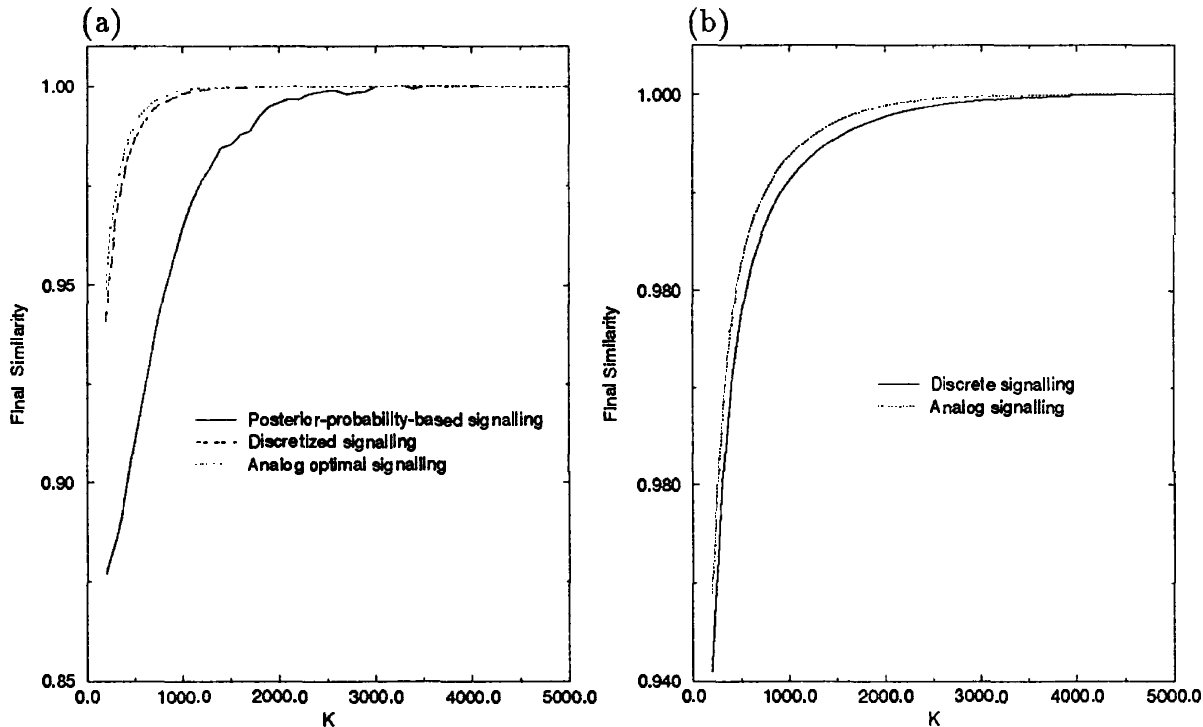 (a)
1.00
0.95
0.90
0.85
Final Similarity
Posterior-probability-based signalling
Discretized signalling
Analog optimal signalling
0.0 1000.0 2000.0 3000.0 4000.0 5000.0
K
(b)
1.000
0.980
0.980
0.940
Final Similarity
Discrete signalling
Analog signalling
0.0 1000.0 2000.0 3000.0 4000.0 5000.0
K